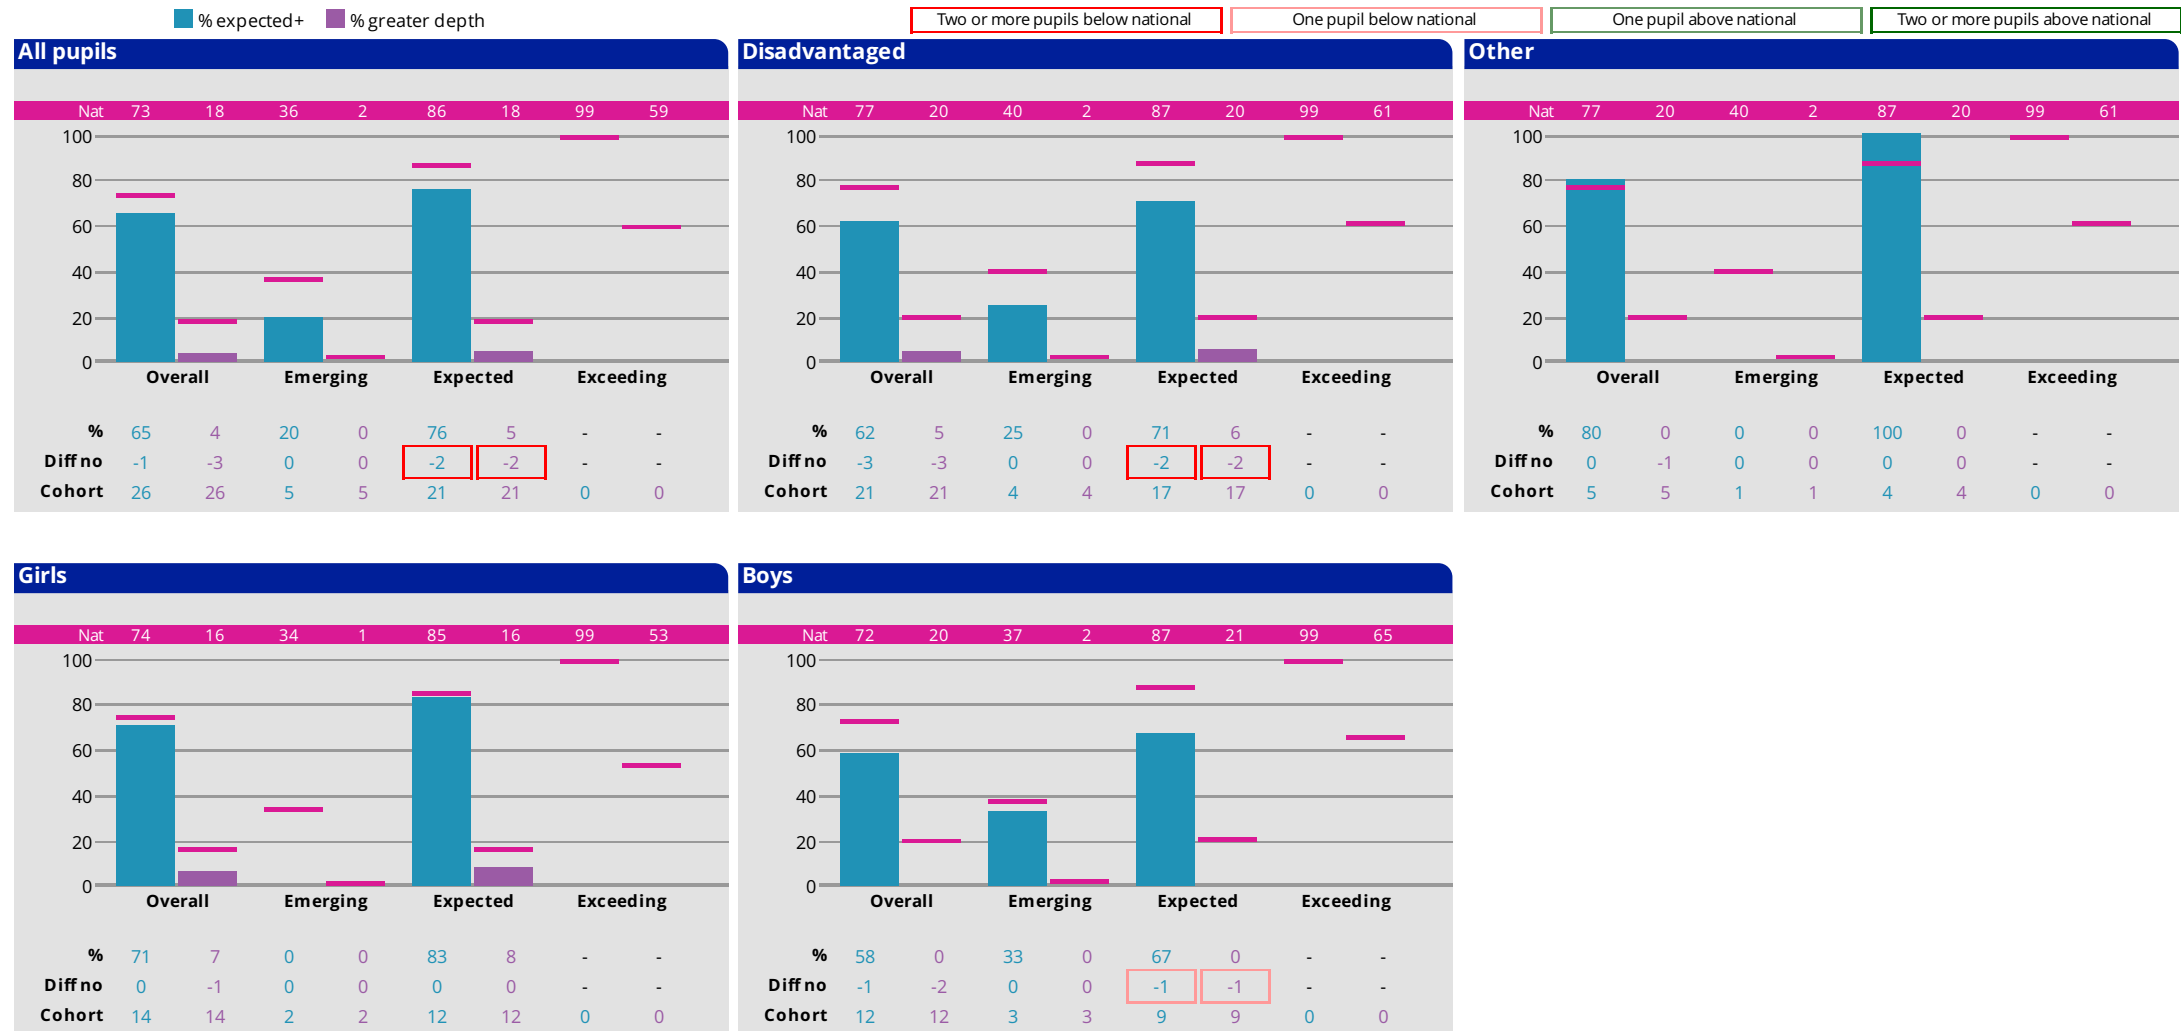 % expected+ % greater depth Two or more pupils below national One pupil below national One pupil above national Two or more pupils above national
All pupils
Nat 73 18 36 2 86 18 99 59
100
80
60
40
20
0
Overall Emerging Expected Exceeding
% 65 4 20 0 76 5 - -
Diff no -1 -3 0 0 -2 -2 - -
Cohort 26 26 5 5 21 21 0 0
Disadvantaged
Nat 77 20 40 2 87 20 99 61
100
80
60
40
20
0
Overall Emerging Expected Exceeding
% 62 5 25 0 71 6 - -
Diff no -3 -3 0 0 -2 -2 - -
Cohort 21 21 4 4 17 17 0 0
Other
Nat 77 20 40 2 87 20 99 61
100
80
60
40
20
0
Overall Emerging Expected Exceeding
% 80 0 0 0 100 0 - -
Diff no 0 -1 0 0 0 0 - -
Cohort 5 5 1 1 4 4 0 0
Girls
Nat 74 16 34 1 85 16 99 53
100
80
60
40
20
0
Overall Emerging Expected Exceeding
% 71 7 0 0 83 8 - -
Diff no 0 -1 0 0 0 0 - -
Cohort 14 14 2 2 12 12 0 0
Boys
Nat 72 20 37 2 87 21 99 65
100
80
60
40
20
0
Overall Emerging Expected Exceeding
% 58 0 33 0 67 0 - -
Diff no -1 -2 0 0 -1 -1 - -
Cohort 12 12 3 3 9 9 0 0